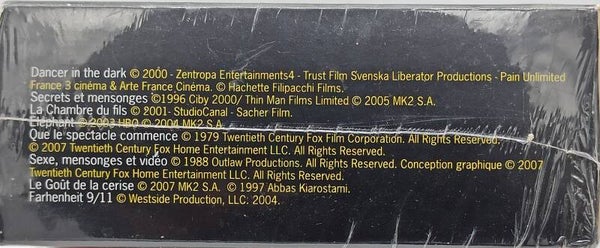 Dancer in the dark © 2000 - Zentropa Entertainments4 - Trust Film Svenska Liberator Productions - Pain Unlimited
France 3 cinéma & Arte France Cinéma. © Hachette Filipacchi Films.
Secrets et mensonges ©1996 Ciby 2000/ Thin Man Films Limited © 2005 MK2 S.A.
La Chambre du fils © 2001- StudioCanal - Sacher Film.
Elephant © 2003 HBO © 2004 MK2 S.A.
Que le spectacle commence © 1979 Twentieth Century Fox Film Corporation. All Rights Reserved.
© 2007 Twentieth Century Fox Home Entertainment LLC. All Rights Reserved.
Sexe, mensonges et vidéo © 1988 Outlaw Productions. All Rights Reserved. Conception graphique © 2007
Twentieth Century Fox Home Entertainment LLC. All Rights Reserved.
Le Goût de la cerise © 2007 MK2 S.A. © 1997 Abbas Kiarostami.
Farhenheit 9/11 © Westside Production, LLC. 2004.